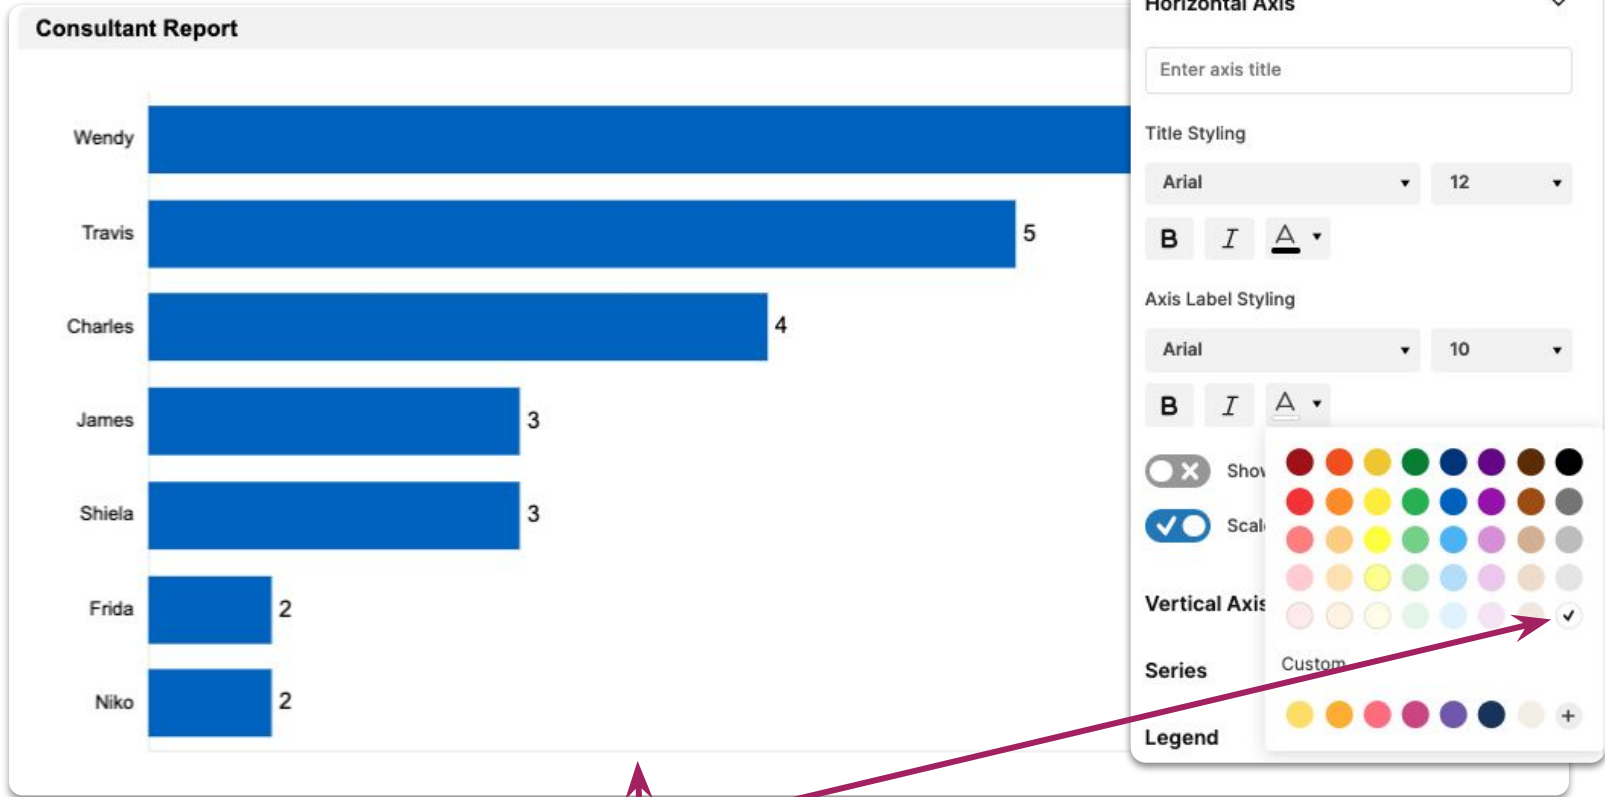 Consultant Report
Wendy
Travis
5
Charles
4
James
3
Shiela
3
Frida
2
Niko
2
Horizontal Axis
Enter axis title
Title Styling
Arial
12
B I A
Axis Label Styling
Arial
10
B I A
Vertical Axis
Custom
Series
Legend